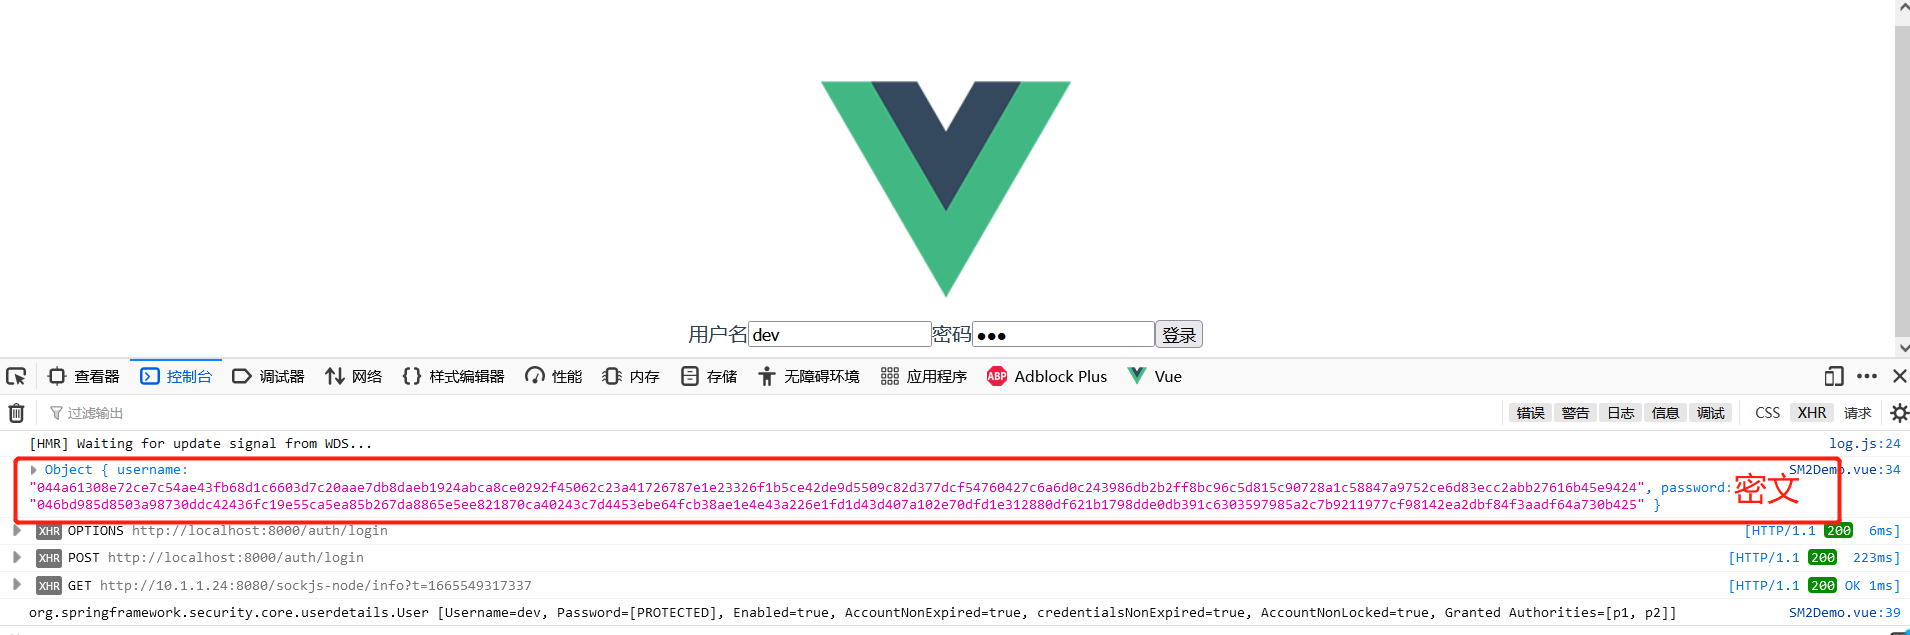 用户名 dev 密码 ●●● 登录
查看器 控制台 调试器 网络 样式编辑器 性能 内存 存储 无障碍环境 应用程序 ABP Adblock Plus Vue
过滤输出 错误 警告 日志 信息 调试 CSS XHR 请求
[HMR] Waiting for update signal from WDS... log.js:24
Object { username: SM2Demo.vue:34
"044a61308e72ce7c54ae43fb68d1c6603d7c20aae7db8daeb1924abca8ce0292f45062c23a41726787e1e23326f1b5ce42de9d5509c82d377dcf54760427c6a6d0c243986db2b2ff8bc96c5d815c90728a1c58847a9752ce6d83ecc2abb27616b45e9424", password: 密文
"046bd985d8503a98730ddc42436fc19e55ca5ea85b267da8865e5ee821870ca40243c7d4453ebe64fcb38ae1e4e43a226e1fd1d43d407a102e70dfd1e312880df621b1798dde0db391c6303597985a2c7b9211977cf98142ea2dbf84f3aadf64a730b425" }
XHR OPTIONS http://localhost:8000/auth/login [HTTP/1.1 200 6ms]
XHR POST http://localhost:8000/auth/login [HTTP/1.1 200 223ms]
XHR GET http://10.1.1.24:8080/sockjs-node/info?t=1665549317337 [HTTP/1.1 200 OK 1ms]
org.springframework.security.core.userdetails.User [Username=dev, Password=[PROTECTED], Enabled=true, AccountNonExpired=true, credentialsNonExpired=true, AccountNonLocked=true, Granted Authorities=[p1, p2]] SM2Demo.vue:39